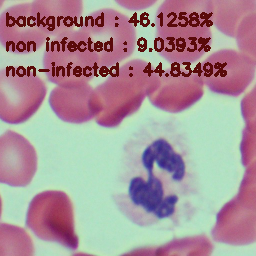 background : 46.1258%
non infected : 9.0393%
non-infected : 44.8349%